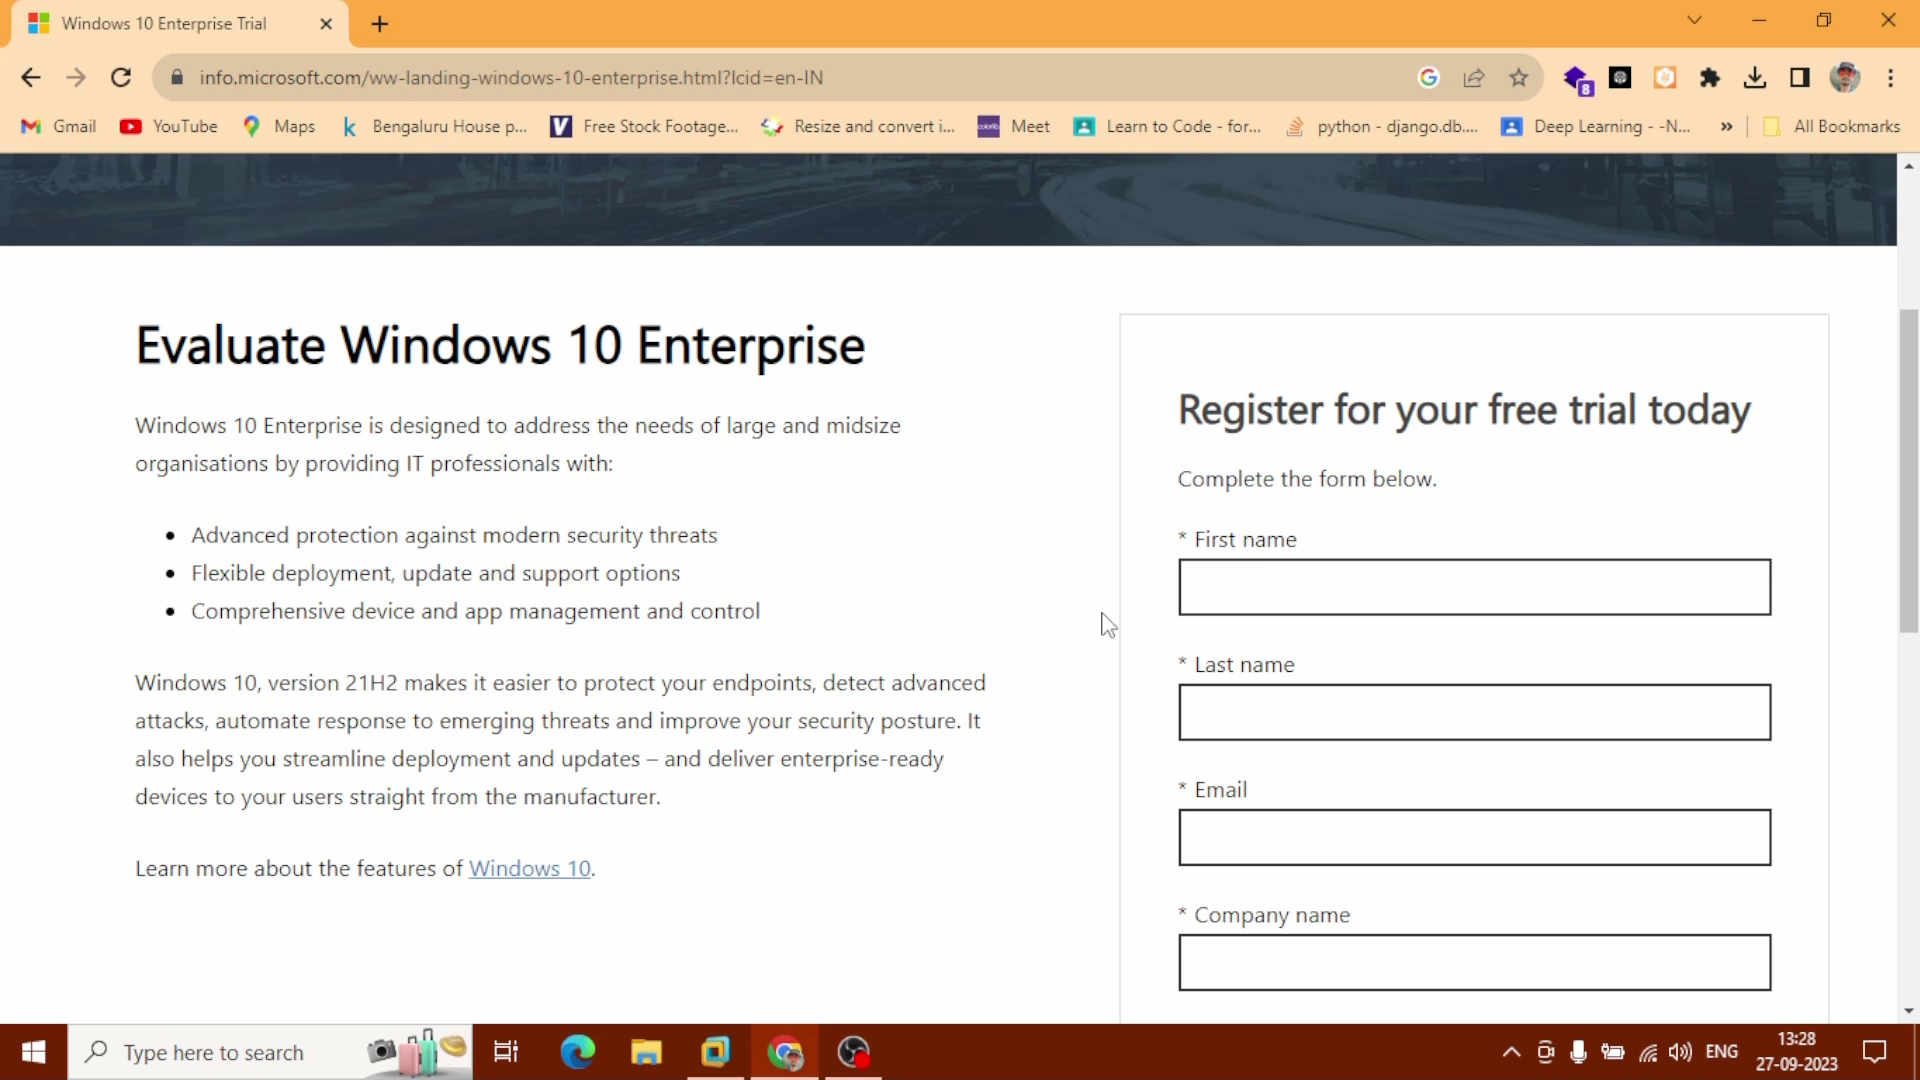 Windows 10 Enterprise Trial
info.microsoft.com/ww-landing-windows-10-enterprise.html?lcid=en-IN
8
Gmail YouTube Maps Bengaluru House p... Free Stock Footage... Resize and convert i... Meet Learn to Code - for... python - django.db.... Deep Learning - -N... » All Bookmarks
Evaluate Windows 10 Enterprise
Windows 10 Enterprise is designed to address the needs of large and midsize
organisations by providing IT professionals with:
• Advanced protection against modern security threats
• Flexible deployment, update and support options
• Comprehensive device and app management and control
Windows 10, version 21H2 makes it easier to protect your endpoints, detect advanced
attacks, automate response to emerging threats and improve your security posture. It
also helps you streamline deployment and updates – and deliver enterprise-ready
devices to your users straight from the manufacturer.
Learn more about the features of Windows 10.
Register for your free trial today
Complete the form below.
* First name
* Last name
* Email
* Company name
Type here to search
ENG
13:28
27-09-2023